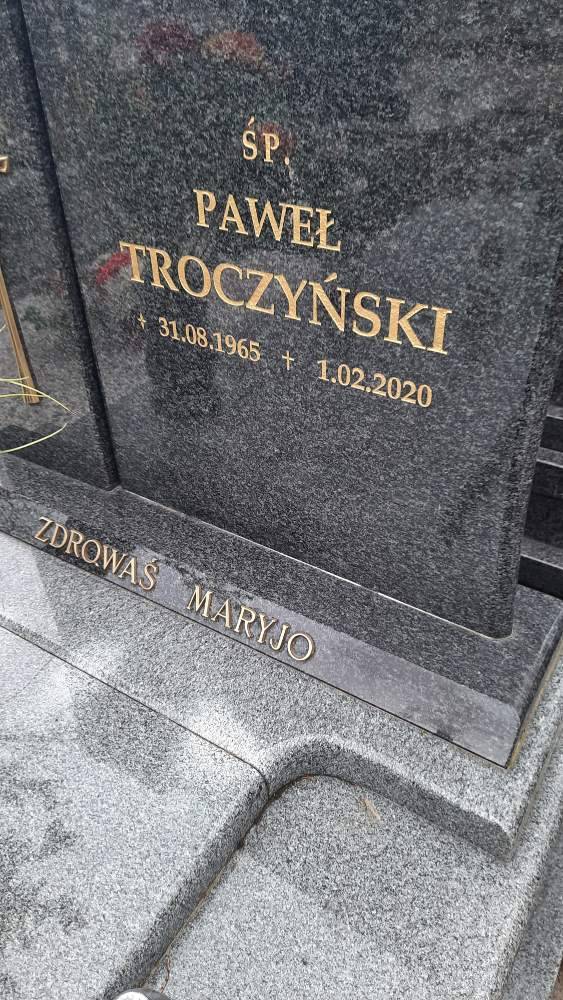 ŚP.
PAWEŁ
TROCZYŃSKI
+ 31.08.1965 + 1.02.2020
ZDROWAŚ MARYJO